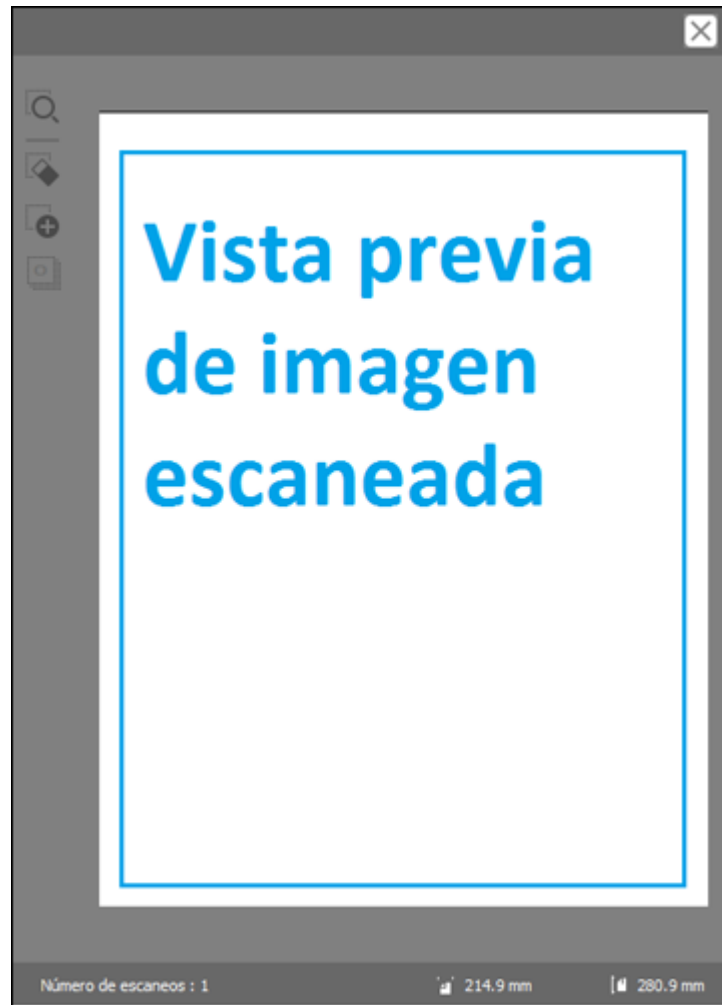 Vista previa
de imagen
escaneada
Número de escaneos : 1 214.9 mm 280.9 mm